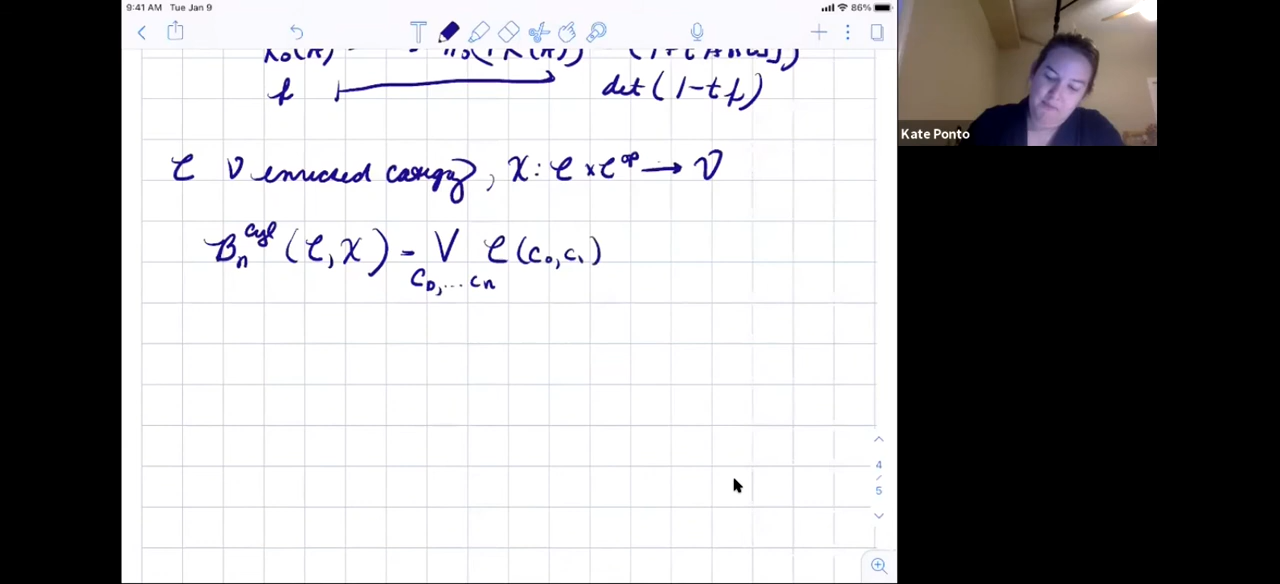 9:41 AM Tue Jan 9
86%
f ⟼ det(1-tf)
C V enriched category, X: C × C^op → V
B_n^cyl (C, X) = V C(c_0, c_1)
c_0, ... c_n
Kate Ponto
4
/
5